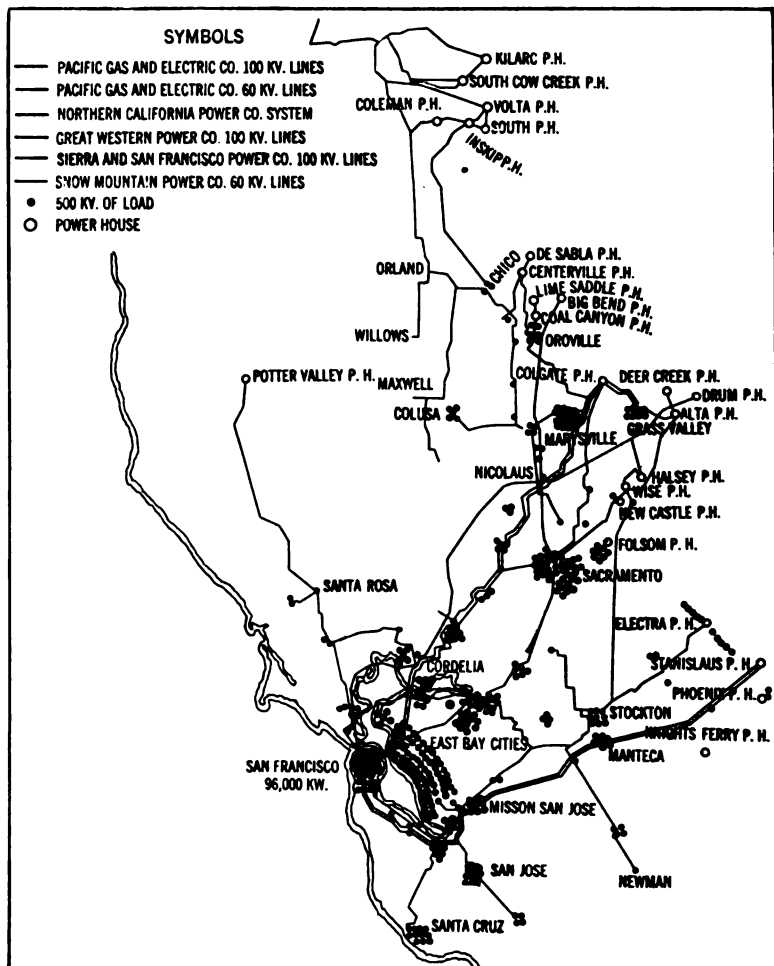 SYMBOLS
PACIFIC GAS AND ELECTRIC CO. 100 KV. LINES
PACIFIC GAS AND ELECTRIC CO. 60 KV. LINES
NORTHERN CALIFORNIA POWER CO. SYSTEM
GREAT WESTERN POWER CO. 100 KV. LINES
SIERRA AND SAN FRANCISCO POWER CO. 100 KV. LINES
SNOW MOUNTAIN POWER CO. 60 KV. LINES
500 KV. OF LOAD
POWER HOUSE
KILARC P.H.
SOUTH COW CREEK P.H.
COLEMAN P.H.
VOLTA P.H.
SOUTH P.H.
INSKIP P.H.
DE SABLA P.H.
ORLAND
CHICO
CENTERVILLE P.H.
LIME SADDLE P.H.
BIG BEND P.H.
COAL CANYON P.H.
WILLOWS
OROVILLE
POTTER VALLEY P. H.
MAXWELL
COLGATE P.H.
DEER CREEK P.H.
DRUM P.H.
COLUSA
ALTA P.H.
MARYSVILLE
GRASS VALLEY
NICOLAUS
HALSEY P.H.
WISE P.H.
NEW CASTLE P.H.
FOLSOM P. H.
SACRAMENTO
SANTA ROSA
ELECTRA P. H.
CORDELIA
STANISLAUS P. H.
PHOENIX P. H.
STOCKTON
KNIGHTS FERRY P. H.
EAST BAY CITIES
MANTECA
SAN FRANCISCO
96,000 KW.
MISSON SAN JOSE
SAN JOSE
NEWMAN
SANTA CRUZ